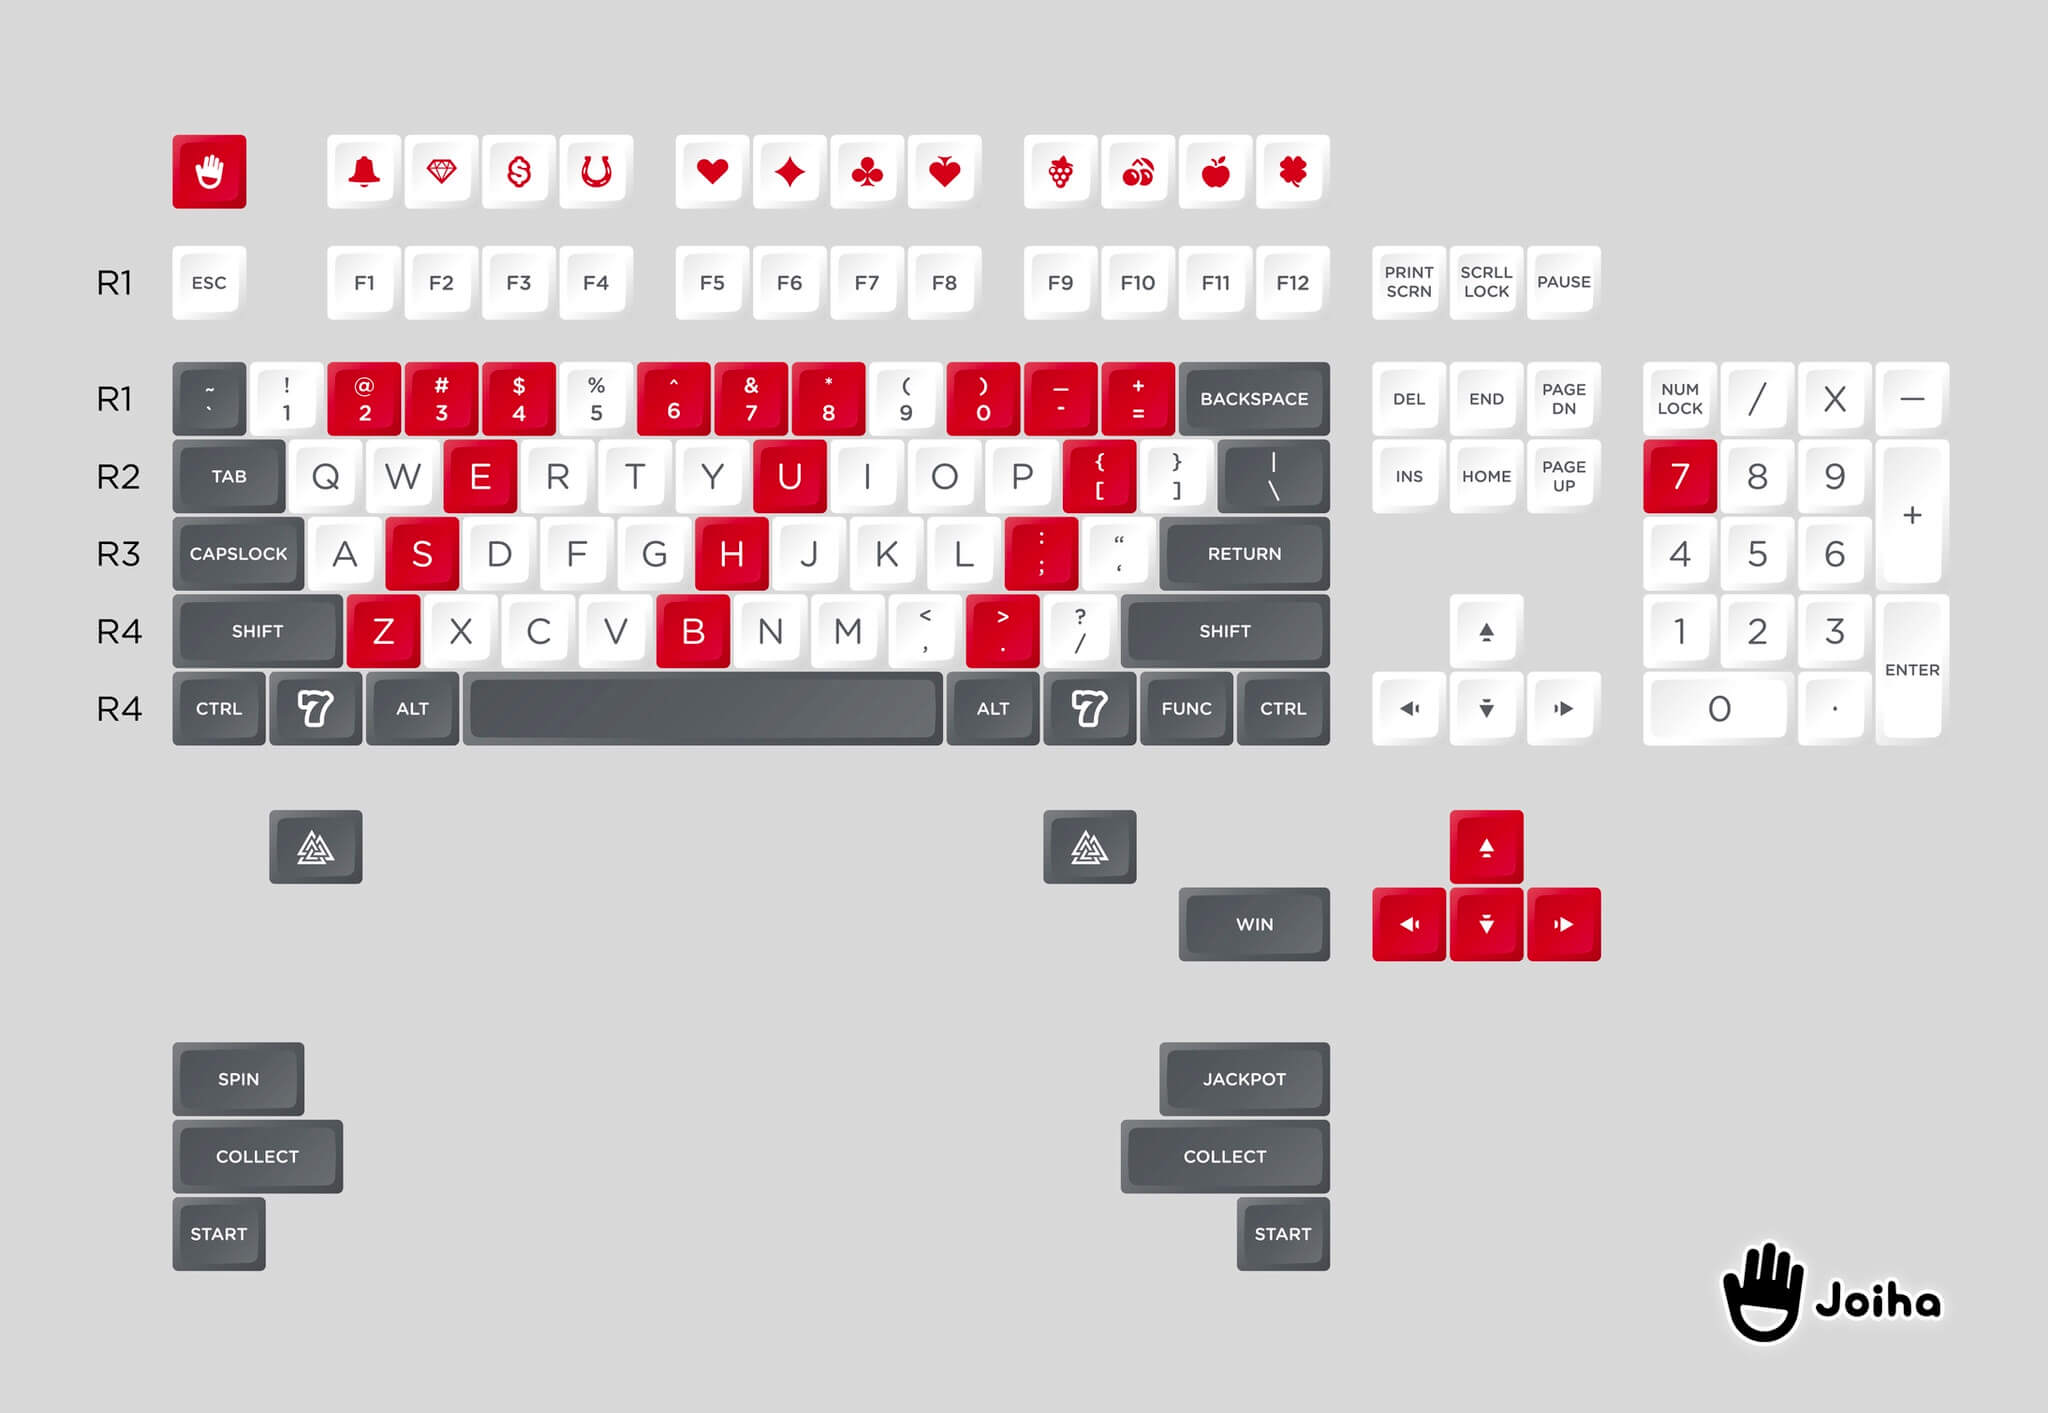 $
R1 ESC F1 F2 F3 F4 F5 F6 F7 F8 F9 F10 F11 F12 PRINT SCRN SCRLL LOCK PAUSE
R1 ~ ` ! 1 @ 2 # 3 $ 4 % 5 ^ 6 & 7 * 8 ( 9 ) 0 — - + = BACKSPACE DEL END PAGE DN NUM LOCK / X —
R2 TAB Q W E R T Y U I O P { [ } ] | \ INS HOME PAGE UP 7 8 9 +
R3 CAPSLOCK A S D F G H J K L : ; “ ‘ RETURN 4 5 6
R4 SHIFT Z X C V B N M < , > . ? / SHIFT 1 2 3 ENTER
R4 CTRL 7 ALT ALT 7 FUNC CTRL 0 .
WIN
SPIN JACKPOT
COLLECT COLLECT
START START
Joiha